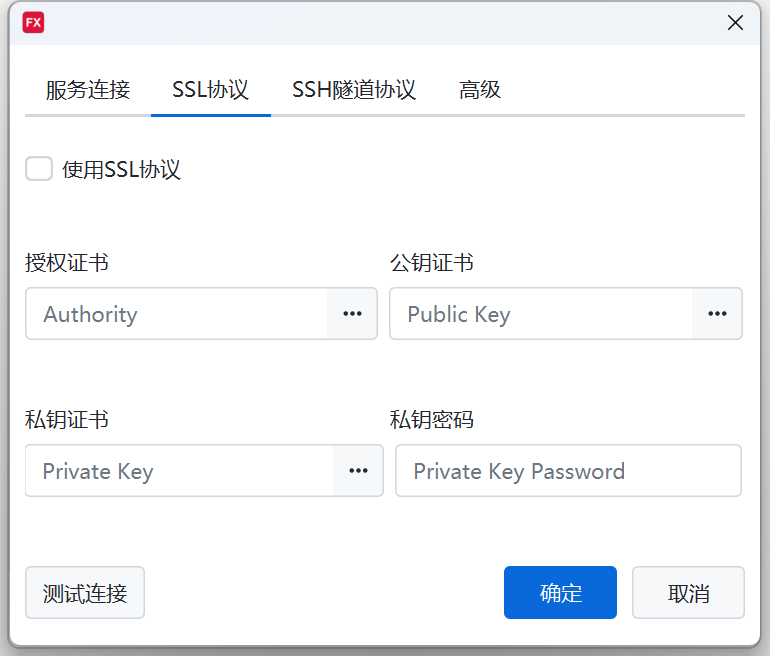 FX
服务连接 SSL协议 SSH隧道协议 高级
使用SSL协议
授权证书 公钥证书
Authority ••• Public Key •••
私钥证书 私钥密码
Private Key ••• Private Key Password
测试连接 确定 取消